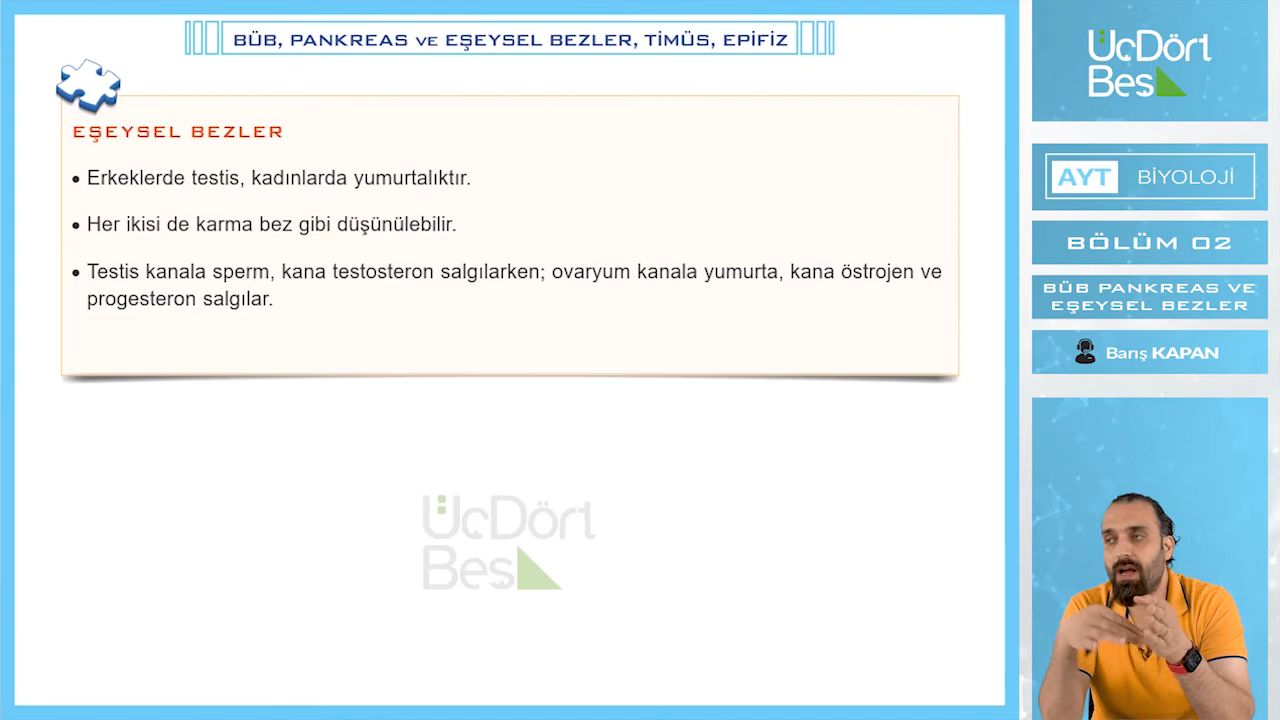 BÜB, PANKREAS VE EŞEYSEL BEZLER, TİMÜS, EPİFİZ
EŞEYSEL BEZLER
• Erkeklerde testis, kadınlarda yumurtalıktır.
• Her ikisi de karma bez gibi düşünülebilir.
• Testis kanala sperm, kana testosteron salgılarken; ovaryum kanala yumurta, kana östrojen ve
progesteron salgılar.
ÜçDört
Beş
ÜçDört
Beş
AYT BİYOLOJİ
BÖLÜM 02
BÜB PANKREAS VE
EŞEYSEL BEZLER
Barış KAPAN